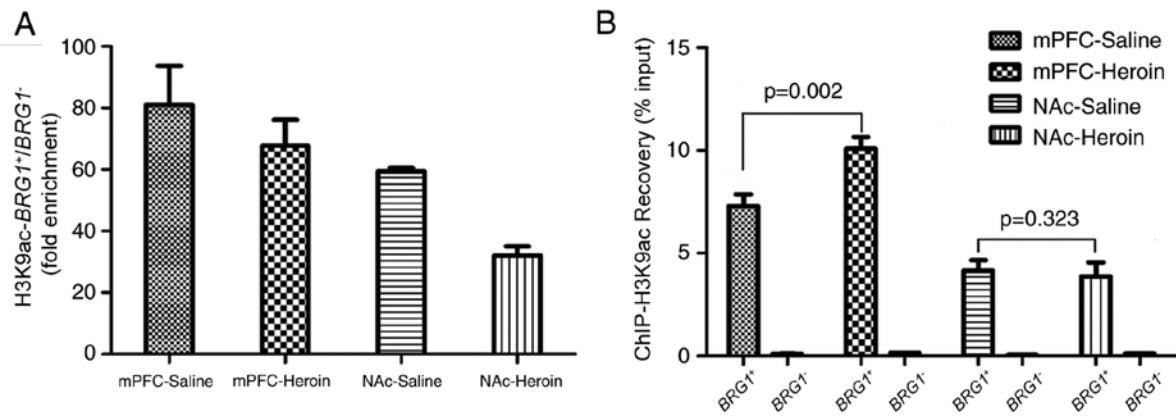 A
H3K9ac-BRG1⁺/BRG1⁻
(fold enrichment)
100
80
60
40
20
0
mPFC-Saline
mPFC-Heroin
NAc-Saline
NAc-Heroin
B
ChIP-H3K9ac Recovery (% input)
15
10
5
0
p=0.002
p=0.323
mPFC-Saline
mPFC-Heroin
NAc-Saline
NAc-Heroin
BRG1⁺
BRG1⁻
BRG1⁺
BRG1⁻
BRG1⁺
BRG1⁻
BRG1⁺
BRG1⁻